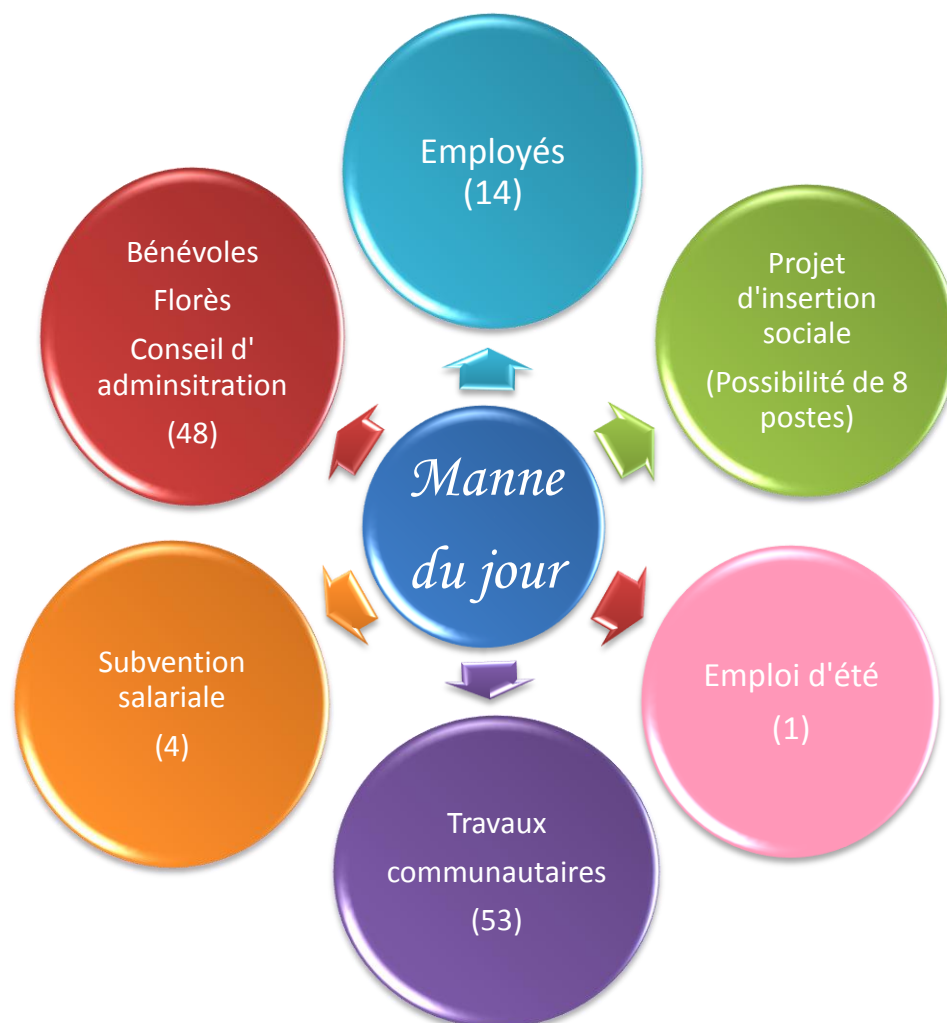 Employés
(14)
Projet
d'insertion
sociale
(Possibilité de 8
postes)
Emploi d'été
(1)
Travaux
communautaires
(53)
Subvention
salariale
(4)
Bénévoles
Florès
Conseil d'
adminsitration
(48)
Manne
du jour